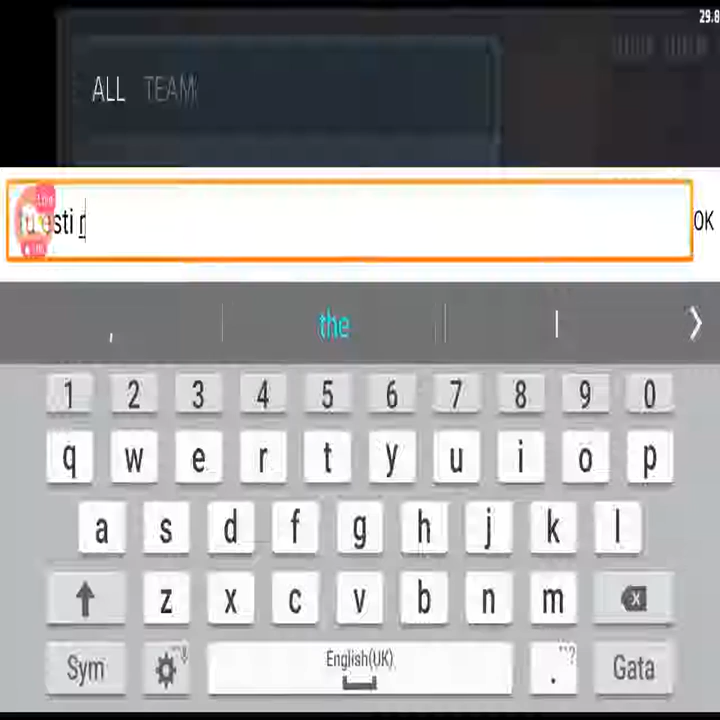 29.8
ALL TEAM
tu esti r
OK
, the I
1 2 3 4 5 6 7 8 9 0
q w e r t y u i o p
a s d f g h j k l
z x c v b n m
Sym English(UK) . Gata